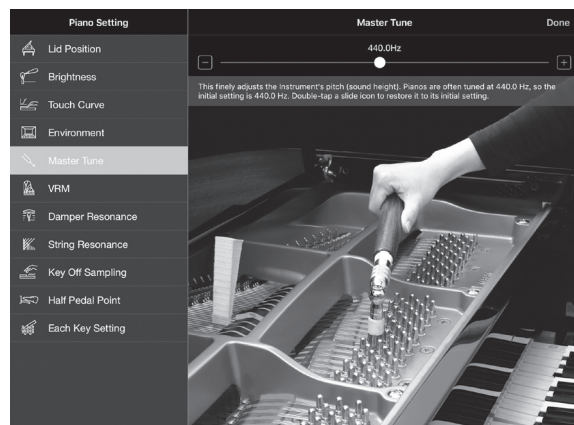 Piano Setting
Master Tune
Done
Lid Position
Brightness
Touch Curve
Environment
Master Tune
VRM
Damper Resonance
String Resonance
Key Off Sampling
Half Pedal Point
Each Key Setting
440.0Hz
This finely adjusts the Instrument's pitch (sound height). Pianos are often tuned at 440.0 Hz, so the
initial setting is 440.0 Hz. Double-tap a slide icon to restore it to its initial setting.